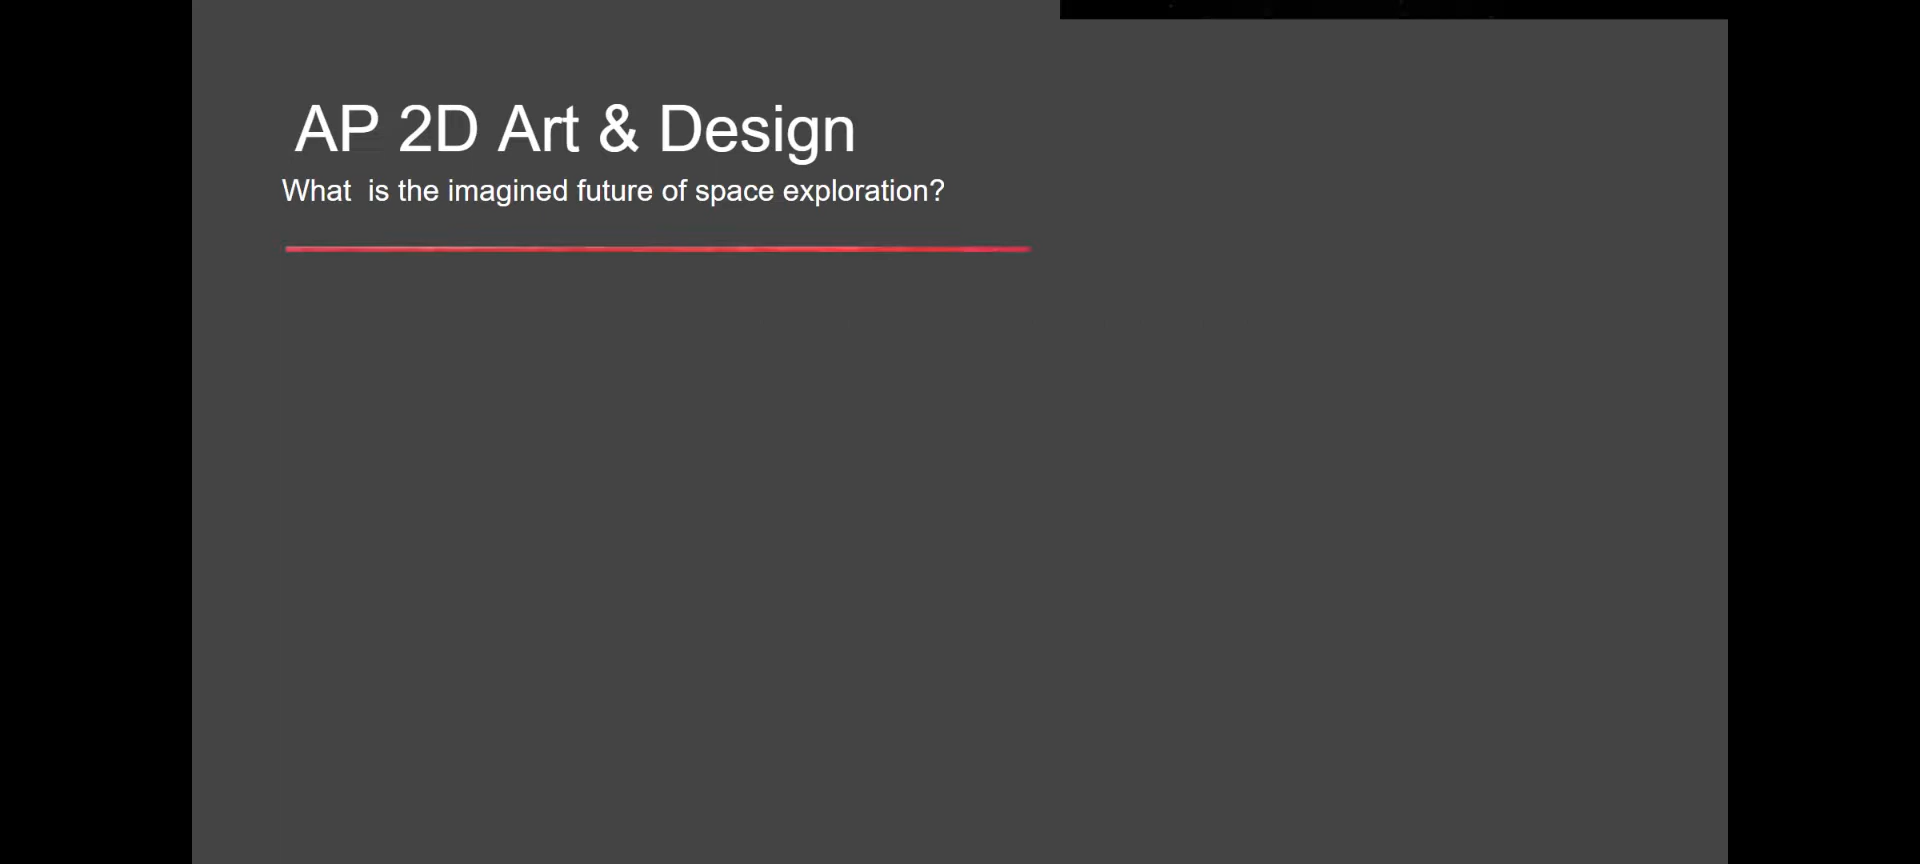 AP 2D Art & Design
What  is the imagined future of space exploration?